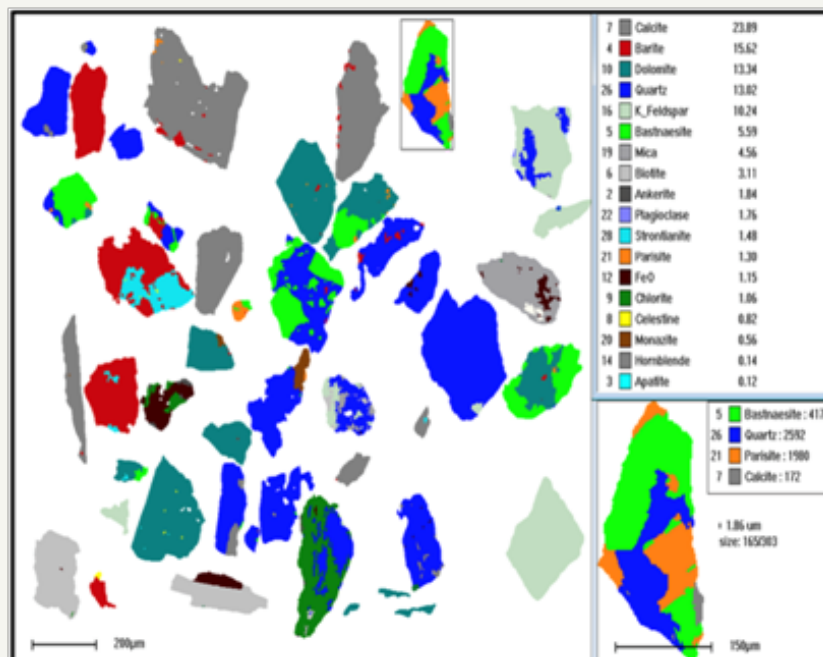 7 Calcite 23.89
4 Barite 15.62
10 Dolomite 13.34
26 Quartz 13.02
16 K_Feldspar 10.24
5 Bastnaesite 5.59
19 Mica 4.56
6 Biotite 3.11
2 Ankerite 1.84
22 Plagioclase 1.76
28 Strontianite 1.48
21 Parisite 1.30
12 FeO 1.15
9 Chlorite 1.06
8 Celestine 0.82
20 Monazite 0.56
14 Hornblende 0.14
3 Apatite 0.12
5 Bastnaesite : 417
26 Quartz : 2592
21 Parisite : 1980
7 Calcite : 172
1.86 um
size: 165/303
200µm
150µm